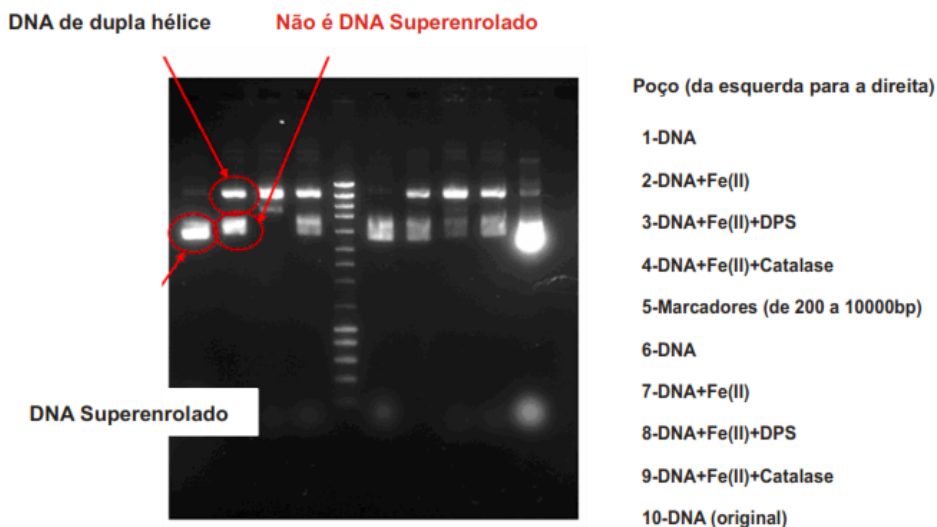 DNA de dupla hélice
Não é DNA Superenrolado
DNA Superenrolado
Poço (da esquerda para a direita)
1-DNA
2-DNA+Fe(II)
3-DNA+Fe(II)+DPS
4-DNA+Fe(II)+Catalase
5-Marcadores (de 200 a 10000bp)
6-DNA
7-DNA+Fe(II)
8-DNA+Fe(II)+DPS
9-DNA+Fe(II)+Catalase
10-DNA (original)